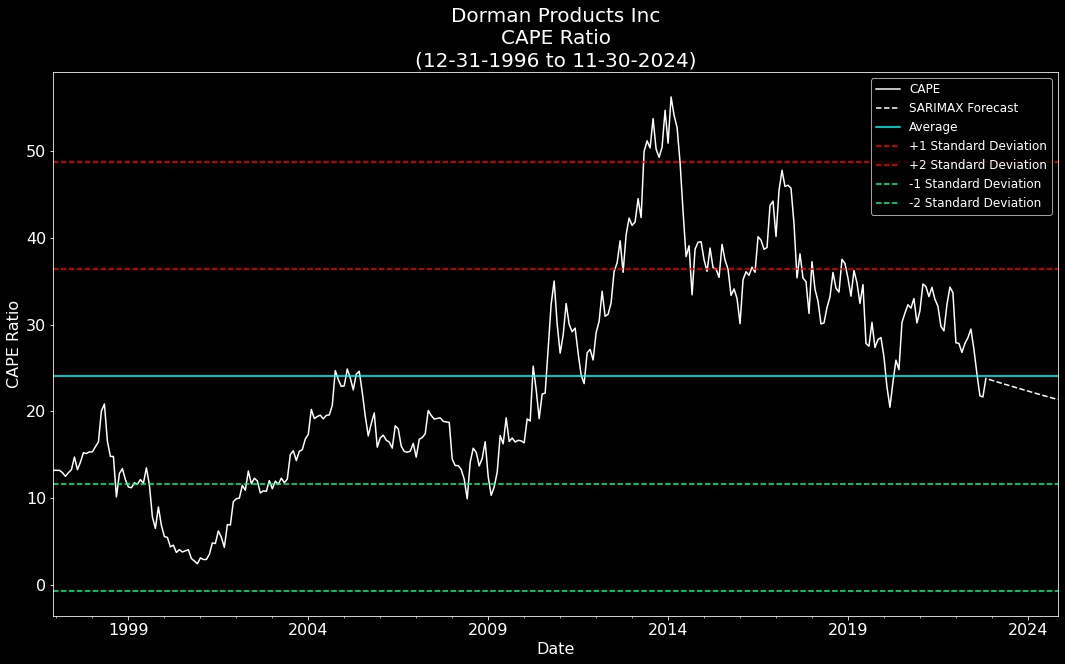 Dorman Products Inc
CAPE Ratio
(12-31-1996 to 11-30-2024)
CAPE
SARIMAX Forecast
Average
+1 Standard Deviation
+2 Standard Deviation
-1 Standard Deviation
-2 Standard Deviation
CAPE Ratio
50
40
30
20
10
0
1999
2004
2009
2014
2019
2024
Date